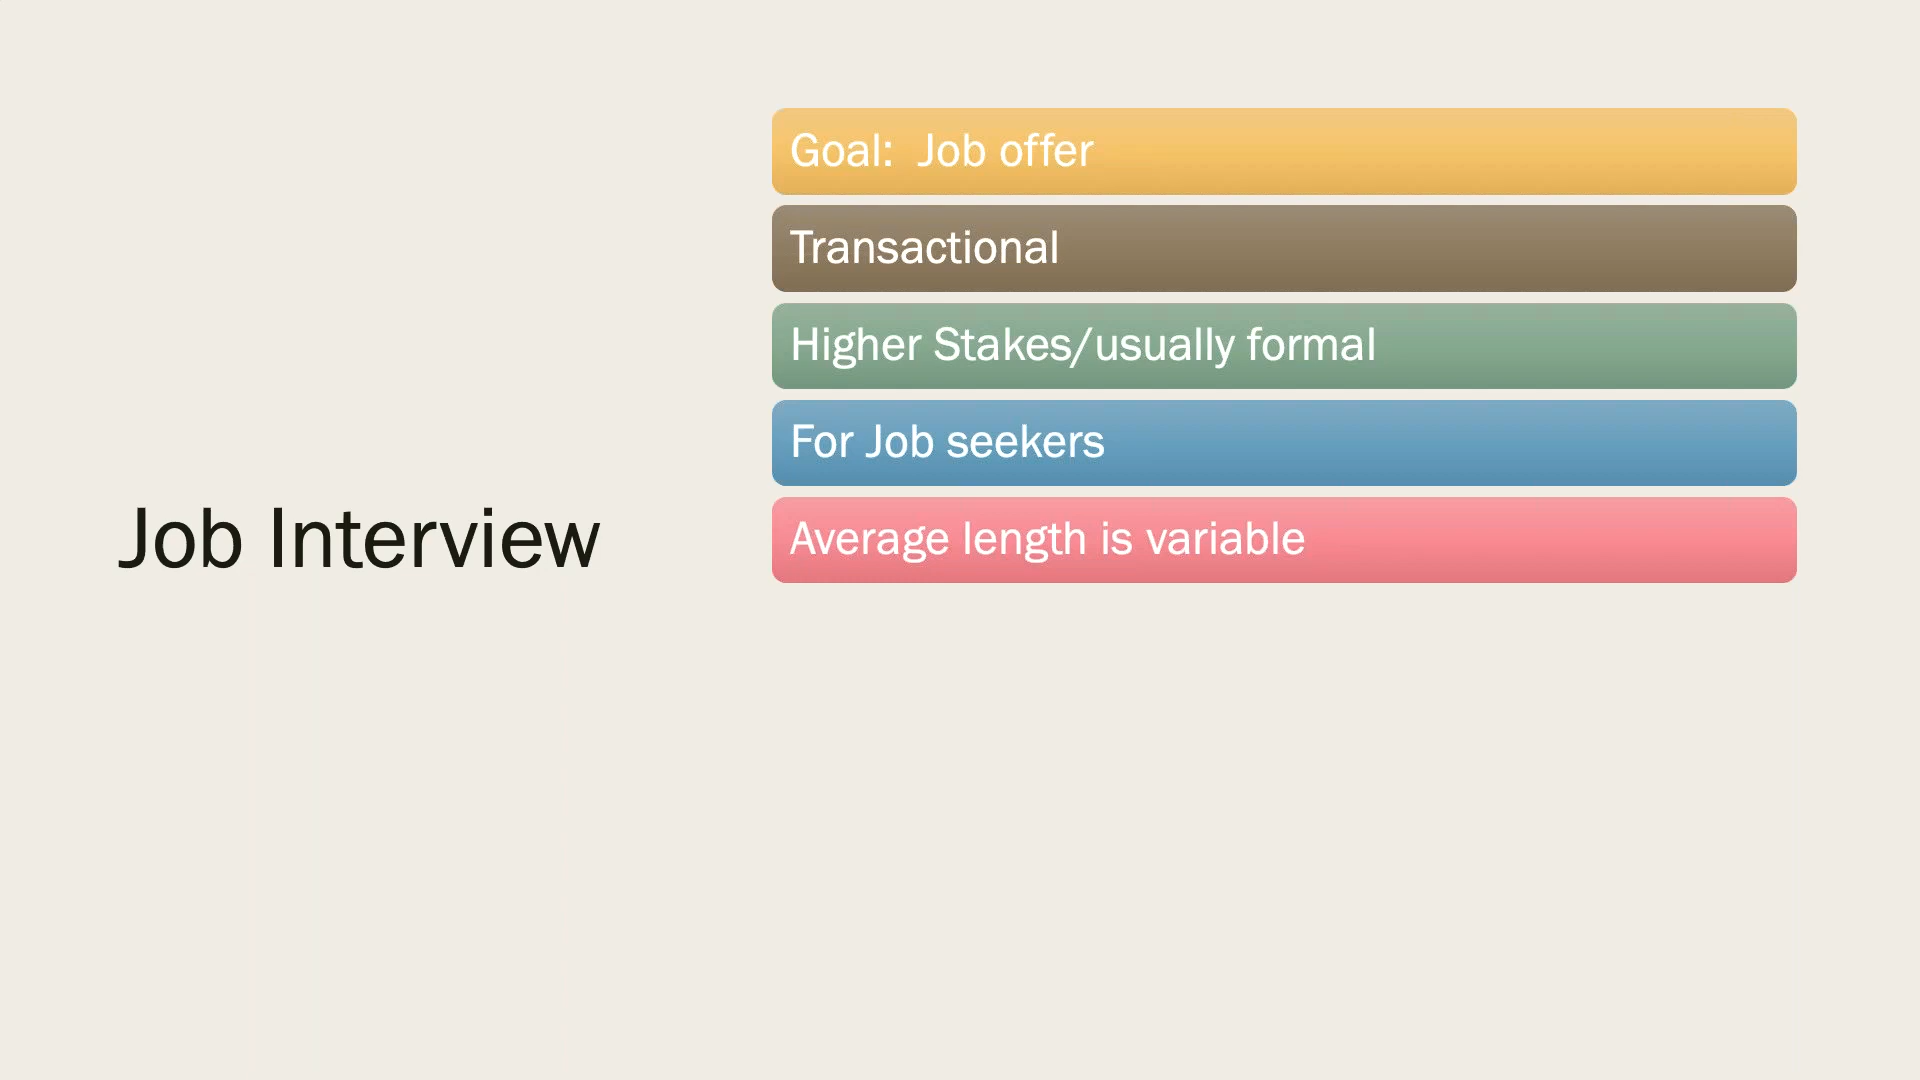 Job Interview
Goal:  Job offer
Transactional
Higher Stakes/usually formal
For Job seekers
Average length is variable